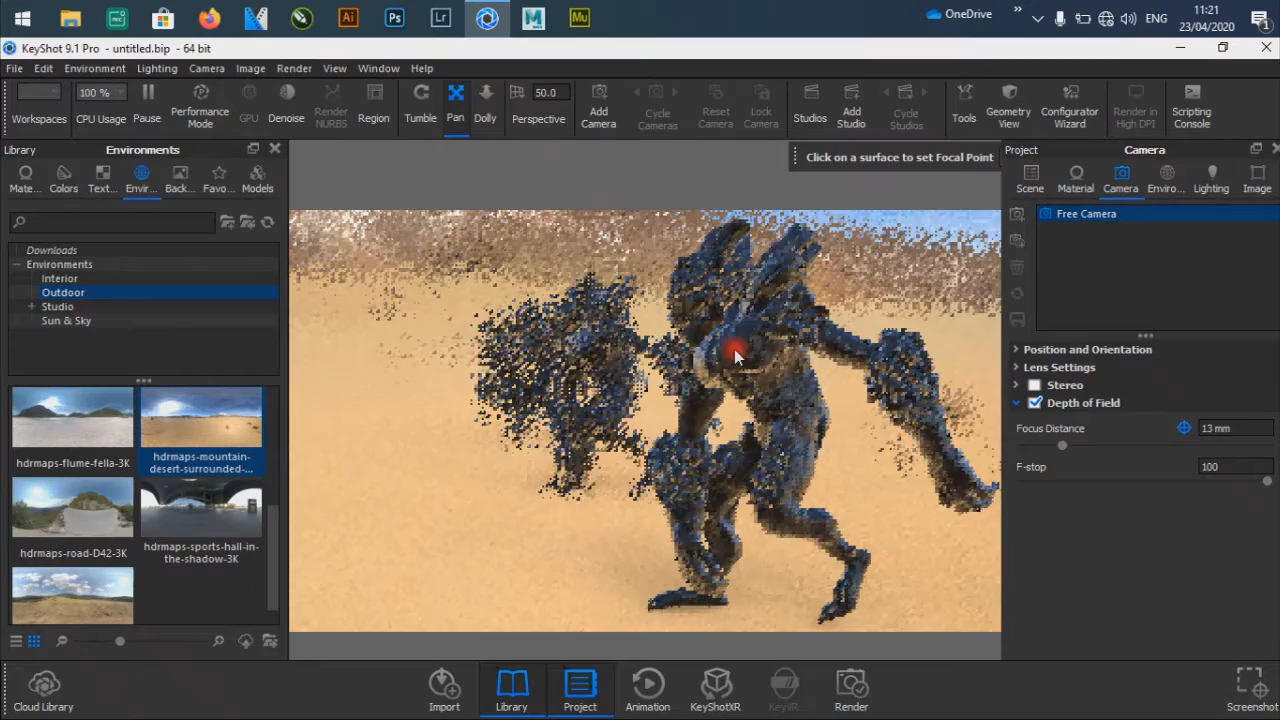 Ai
Ps
Lr
Mu
OneDrive
ENG
11:21
23/04/2020
1
KeyShot 9.1 Pro - untitled.bip - 64 bit
File Edit Environment Lighting Camera Image Render View Window Help
100 %
50.0
Workspaces
CPU Usage
Pause
Performance
Mode
GPU
Denoise
Render
NURBS
Region
Tumble
Pan
Dolly
Perspective
Add
Camera
Cycle
Cameras
Reset
Camera
Lock
Camera
Studios
Add
Studio
Cycle
Studios
Tools
Geometry
View
Configurator
Wizard
Render in
High DPI
Scripting
Console
Library
Environments
Mate...
Colors
Text...
Envir...
Back...
Favo...
Models
Downloads
Environments
Interior
Outdoor
Studio
Sun & Sky
hdrmaps-flume-fella-3K
hdrmaps-mountain-
desert-surrounded-...
hdrmaps-road-D42-3K
hdrmaps-sports-hall-in-
the-shadow-3K
Click on a surface to set Focal Point
Project
Camera
Scene
Material
Camera
Enviro...
Lighting
Image
Free Camera
Position and Orientation
Lens Settings
Stereo
Depth of Field
Focus Distance
13 mm
F-stop
100
Cloud Library
Import
Library
Project
Animation
KeyShotXR
KeyVR
Render
Screenshot